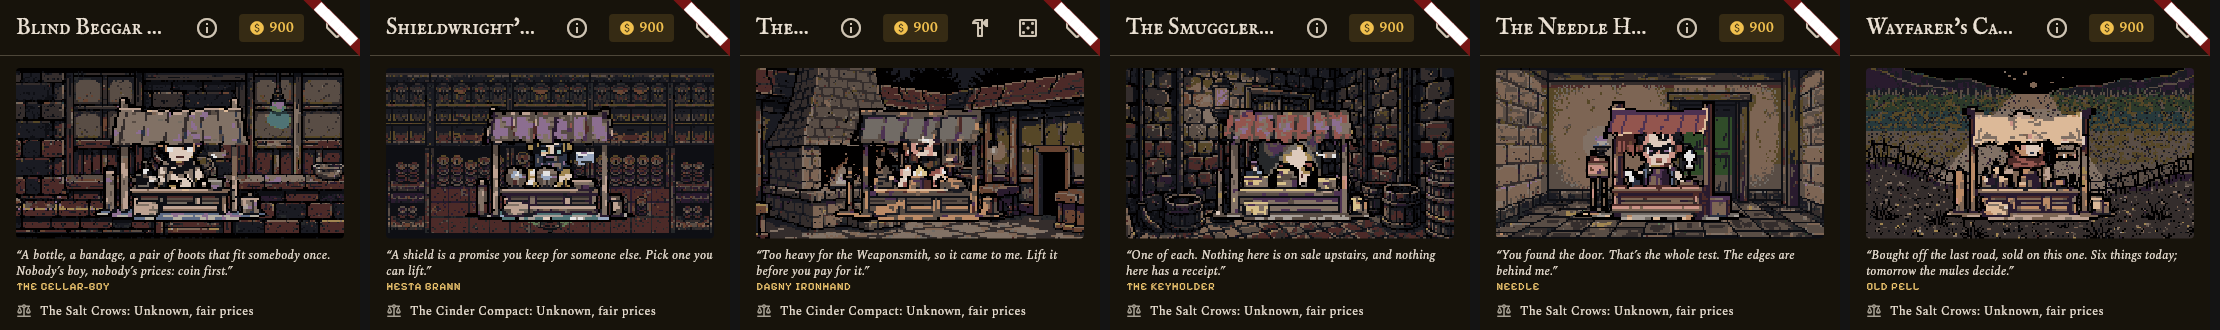 Blind Beggar ...
900
“A bottle, a bandage, a pair of boots that fit somebody once.
Nobody's boy, nobody's prices: coin first.”
THE CELLAR-BOY
The Salt Crows: Unknown, fair prices
Shieldwright'...
900
“A shield is a promise you keep for someone else. Pick one you
can lift.”
HESTA BRANN
The Cinder Compact: Unknown, fair prices
The...
900
“Too heavy for the Weaponsmith, so it came to me. Lift it
before you pay for it.”
DAGNY IRONHAND
The Cinder Compact: Unknown, fair prices
The Smuggler...
900
“One of each. Nothing here is on sale upstairs, and nothing
here has a receipt.”
THE KEYHOLDER
The Salt Crows: Unknown, fair prices
The Needle H...
900
“You found the door. That's the whole test. The edges are
behind me.”
NEEDLE
The Salt Crows: Unknown, fair prices
Wayfarer's Ca...
900
“Bought off the last road, sold on this one. Six things today;
tomorrow the mules decide.”
OLD PELL
The Salt Crows: Unknown, fair prices